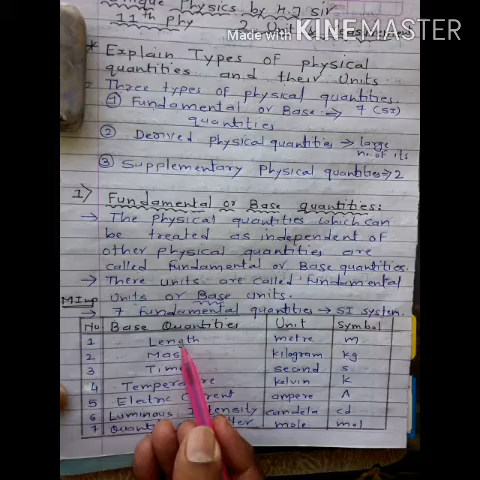 Physics by H.J Sir
11th phy 2 Unit
Made with KINEMASTER
* Explain Types of physical
quantities and their Units.
Three types of physical quantities.
① Fundamental or Base → 7 (SI)
quantities
② Derived physical quantities → large
no. of its
③ Supplementary Physical quantities → 2
1) Fundamental or Base quantities:
→ The physical quantities which can
be treated as independent of
other physical quantities are
called Fundamental or Base quantities.
→ There units are called fundamental
units or Base units.
MImp
→ 7 fundamental quantities → SI system
No Base Quantities Unit Symbol
1 Length metre m
2 Mass kilogram kg
3 Time second s
4 Temperature kelvin K
5 Electric Current ampere A
6 Luminous Intensity candela cd
7 mole mol